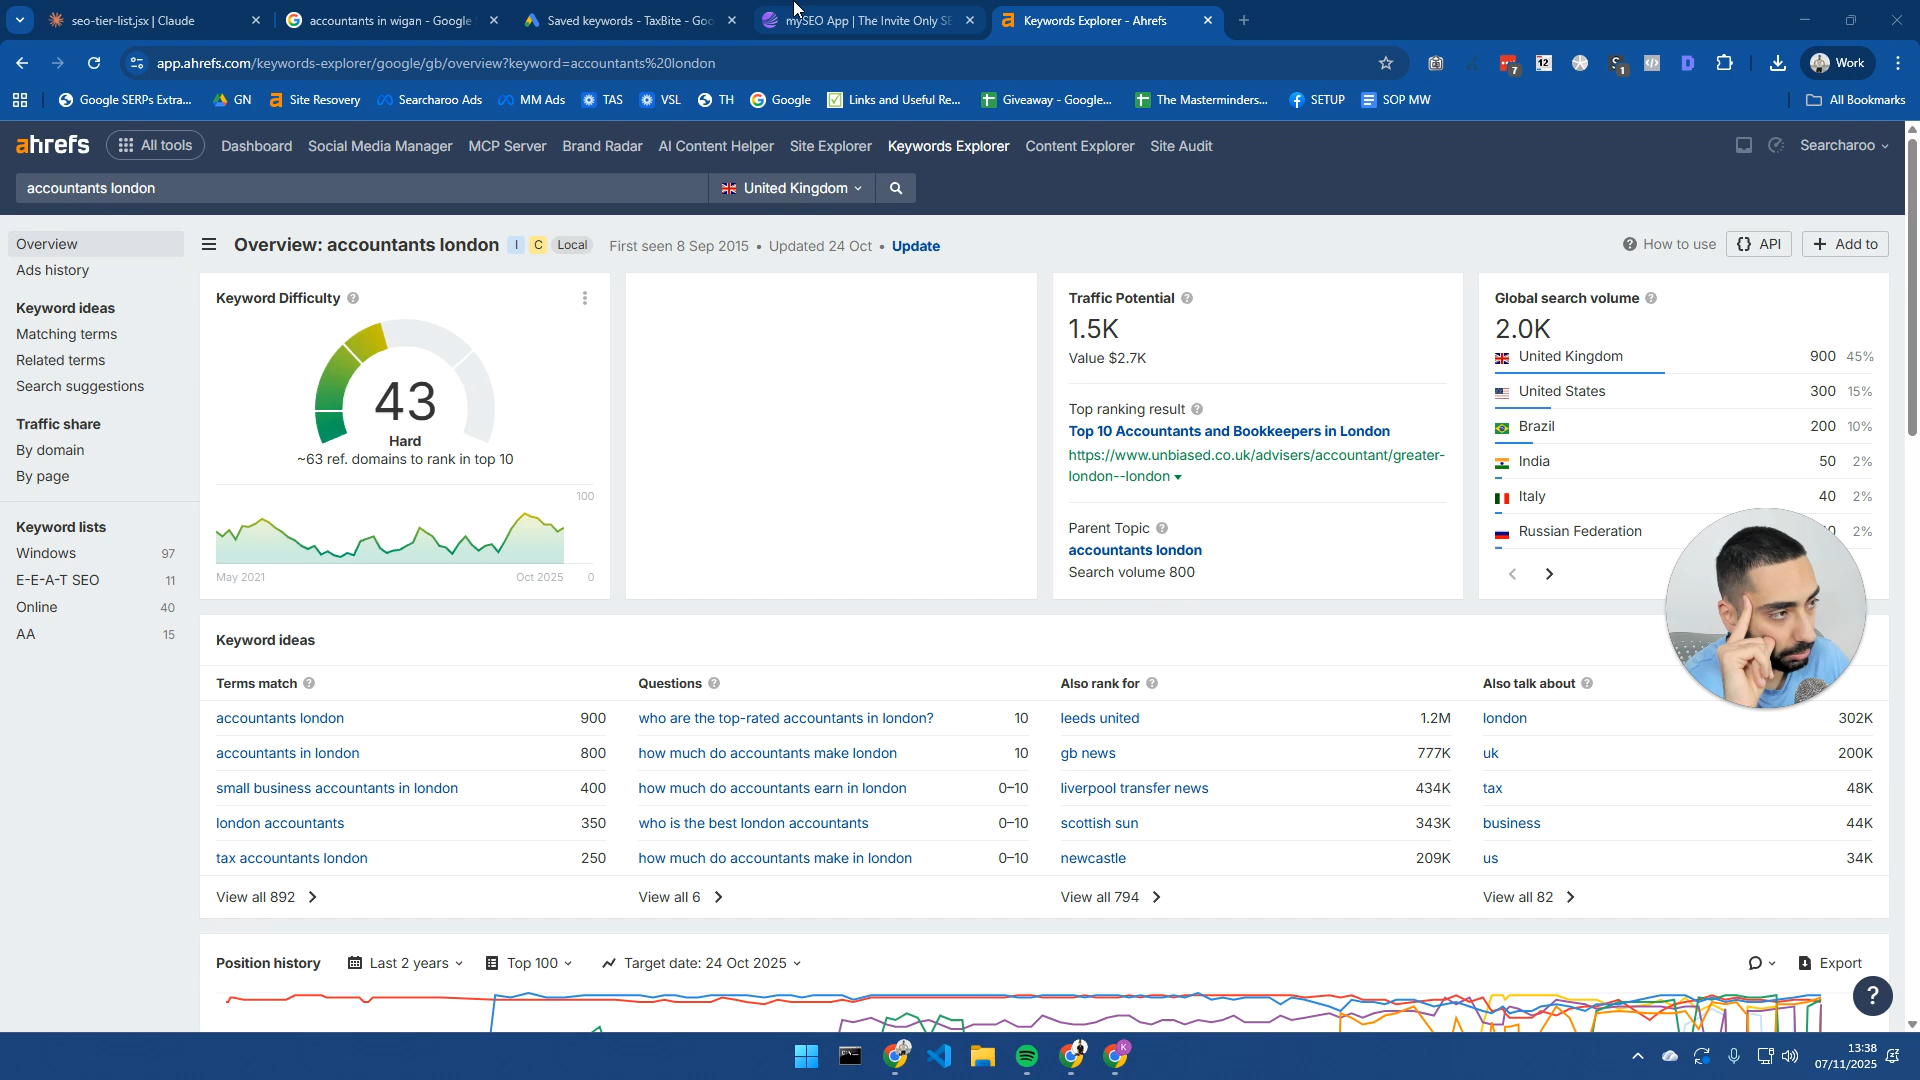 seo-tier-list.jsx | Claude
accountants in wigan - Google
Saved keywords - TaxBite - Goo
mySEO App | The Invite Only SE
Keywords Explorer - Ahrefs
app.ahrefs.com/keywords-explorer/google/gb/overview?keyword=accountants%20london
7
12
1
Work
Google SERPs Extra...
GN
Site Recovery
Searcharoo Ads
MM Ads
TAS
VSL
TH
Google
Links and Useful Re...
Giveaway - Google...
The Masterminders...
SETUP
SOP MW
All Bookmarks
ahrefs
All tools
Dashboard
Social Media Manager
MCP Server
Brand Radar
AI Content Helper
Site Explorer
Keywords Explorer
Content Explorer
Site Audit
Searcharoo
accountants london
United Kingdom
Overview
Ads history
Keyword ideas
Matching terms
Related terms
Search suggestions
Traffic share
By domain
By page
Keyword lists
Windows 97
E-E-A-T SEO 11
Online 40
AA 15
Overview: accountants london I C Local First seen 8 Sep 2015 • Updated 24 Oct • Update
How to use
{} API
+ Add to
Keyword Difficulty
43
Hard
~63 ref. domains to rank in top 10
100
May 2021 Oct 2025 0
Traffic Potential
1.5K
Value $2.7K
Top ranking result
Top 10 Accountants and Bookkeepers in London
https://www.unbiased.co.uk/advisers/accountant/greater-
london--london
Parent Topic
accountants london
Search volume 800
Global search volume
2.0K
United Kingdom 900 45%
United States 300 15%
Brazil 200 10%
India 50 2%
Italy 40 2%
Russian Federation 2%
Keyword ideas
Terms match
accountants london 900
accountants in london 800
small business accountants in london 400
london accountants 350
tax accountants london 250
View all 892
Questions
who are the top-rated accountants in london? 10
how much do accountants make london 10
how much do accountants earn in london 0–10
who is the best london accountants 0–10
how much do accountants make in london 0–10
View all 6
Also rank for
leeds united 1.2M
gb news 777K
liverpool transfer news 434K
scottish sun 343K
newcastle 209K
View all 794
Also talk about
london 302K
uk 200K
tax 48K
business 44K
us 34K
View all 82
Position history
Last 2 years
Top 100
Target date: 24 Oct 2025
Export
?
K
13:38
07/11/2025